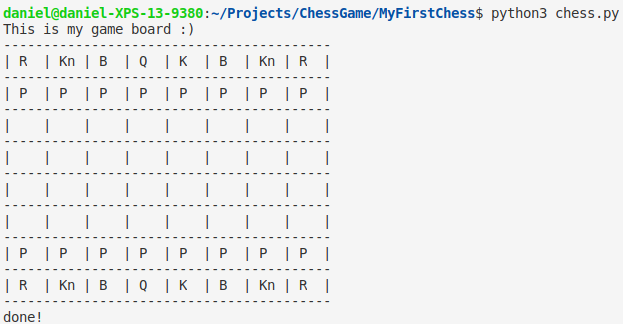 daniel@daniel-XPS-13-9380:~/Projects/ChessGame/MyFirstChess$ python3 chess.py
This is my game board :)
-----------------------------------------
| R  | Kn | B  | Q  | K  | B  | Kn | R  |
-----------------------------------------
| P  | P  | P  | P  | P  | P  | P  | P  |
-----------------------------------------
|    |    |    |    |    |    |    |    |
-----------------------------------------
|    |    |    |    |    |    |    |    |
-----------------------------------------
|    |    |    |    |    |    |    |    |
-----------------------------------------
|    |    |    |    |    |    |    |    |
-----------------------------------------
| P  | P  | P  | P  | P  | P  | P  | P  |
-----------------------------------------
| R  | Kn | B  | Q  | K  | B  | Kn | R  |
-----------------------------------------
done!